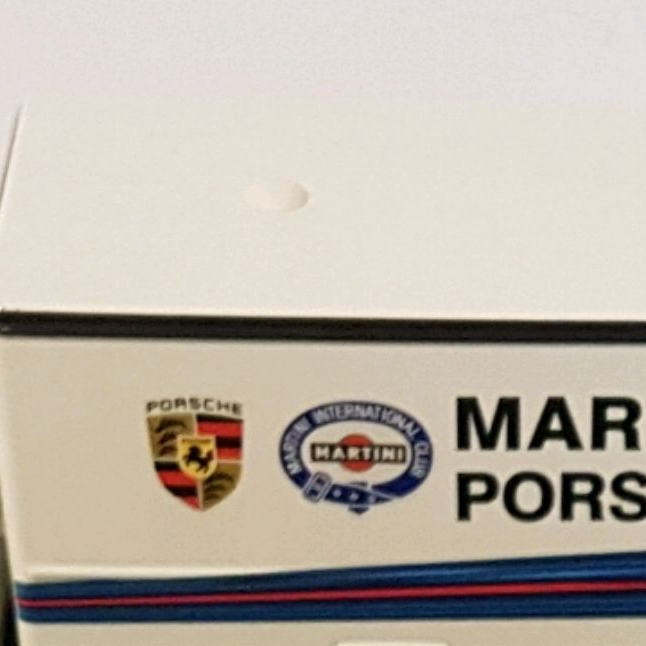 PORSCHE
MARTINI INTERNATIONAL CLUB
MARTINI
MAR
PORS